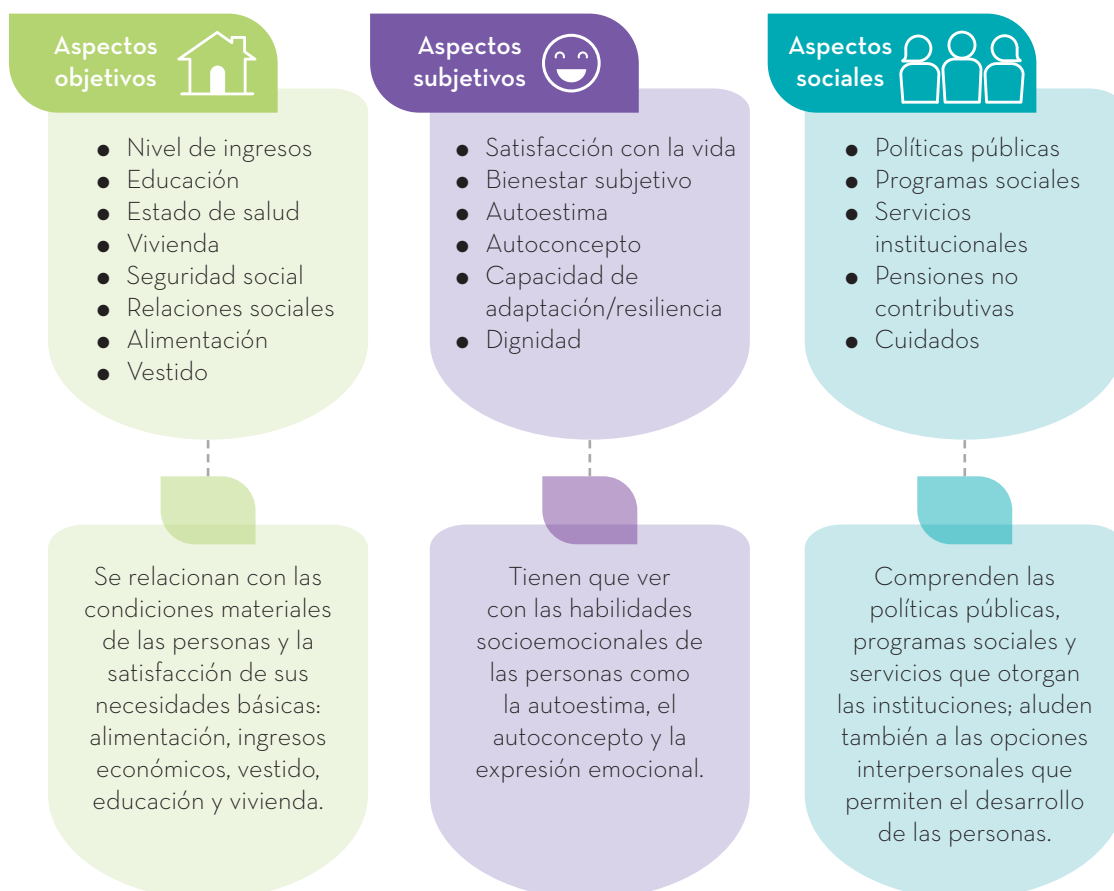 Aspectos
objetivos
● Nivel de ingresos
● Educación
● Estado de salud
● Vivienda
● Seguridad social
● Relaciones sociales
● Alimentación
● Vestido
Se relacionan con las
condiciones materiales
de las personas y la
satisfacción de sus
necesidades básicas:
alimentación, ingresos
económicos, vestido,
educación y vivienda.
Aspectos
subjetivos
● Satisfacción con la vida
● Bienestar subjetivo
● Autoestima
● Autoconcepto
● Capacidad de
adaptación/resiliencia
● Dignidad
Tienen que ver
con las habilidades
socioemocionales de
las personas como
la autoestima, el
autoconcepto y la
expresión emocional.
Aspectos
sociales
● Políticas públicas
● Programas sociales
● Servicios
institucionales
● Pensiones no
contributivas
● Cuidados
Comprenden las
políticas públicas,
programas sociales y
servicios que otorgan
las instituciones; aluden
también a las opciones
interpersonales que
permiten el desarrollo
de las personas.